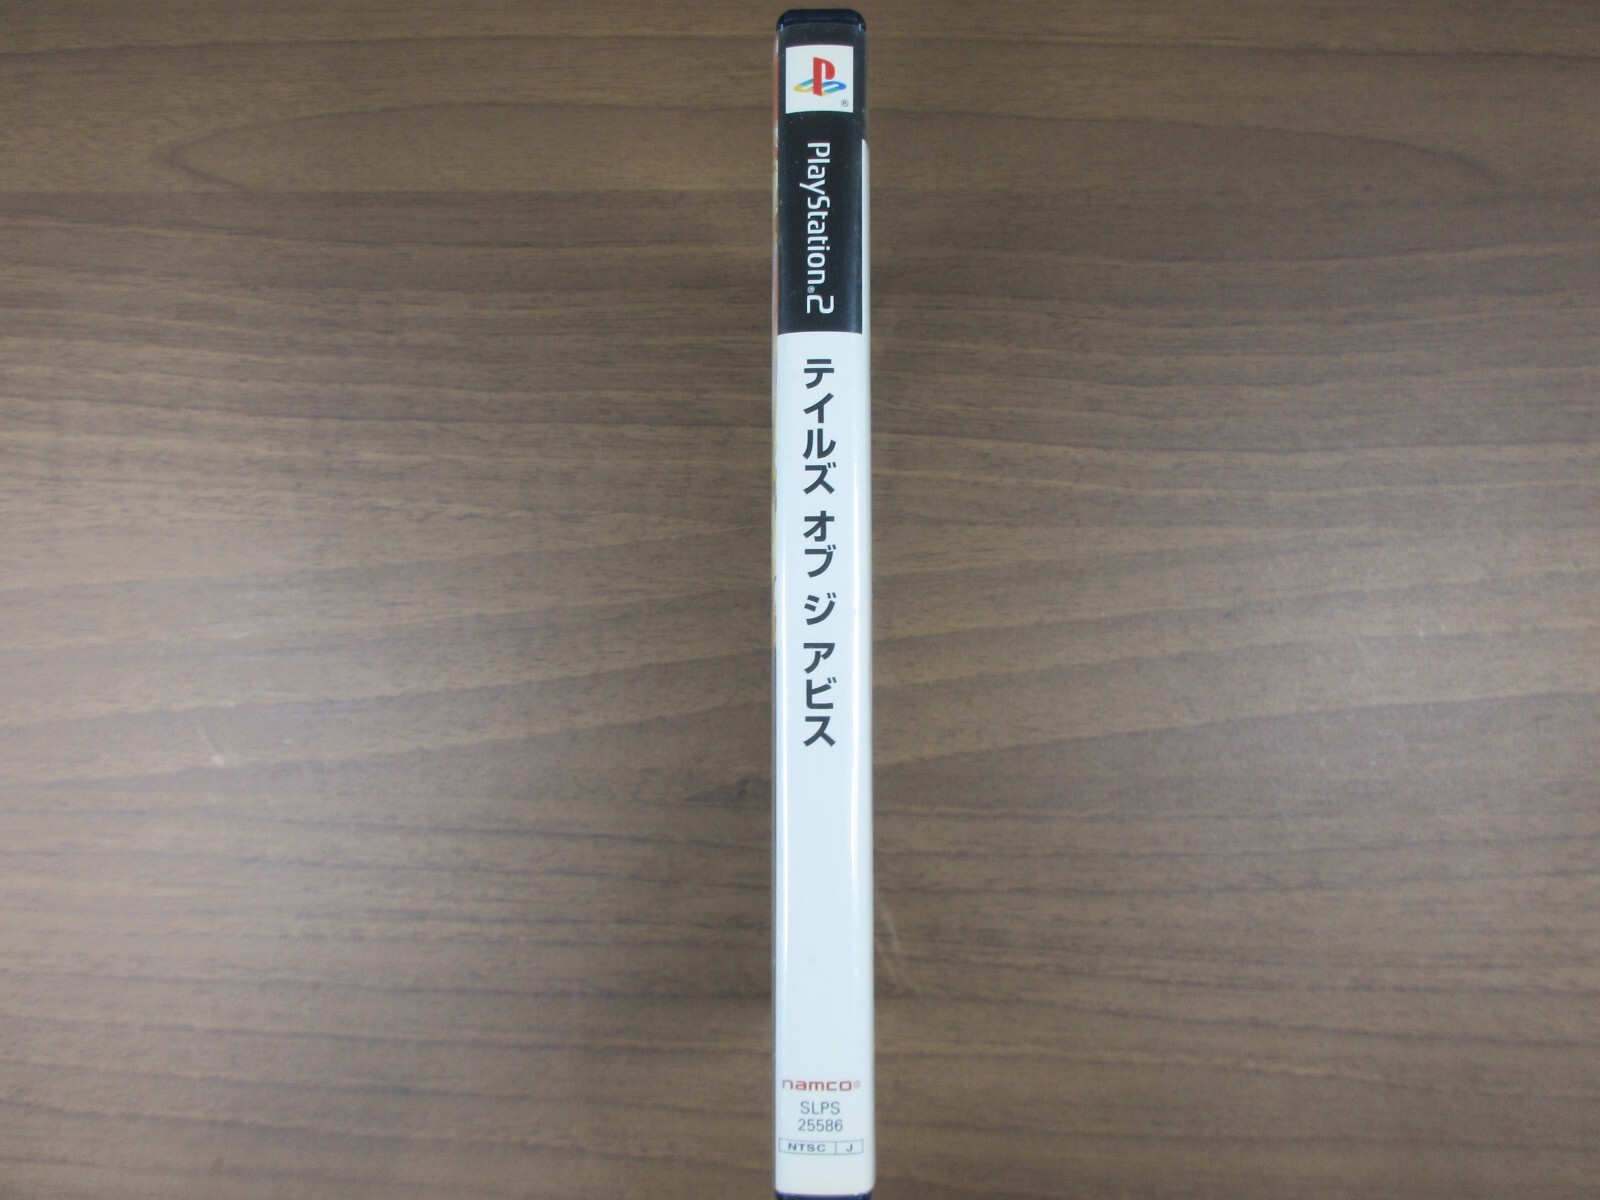 ®
PlayStation®2
テイルズ オブ ジ アビス
namco®
SLPS
25586
NTSC J